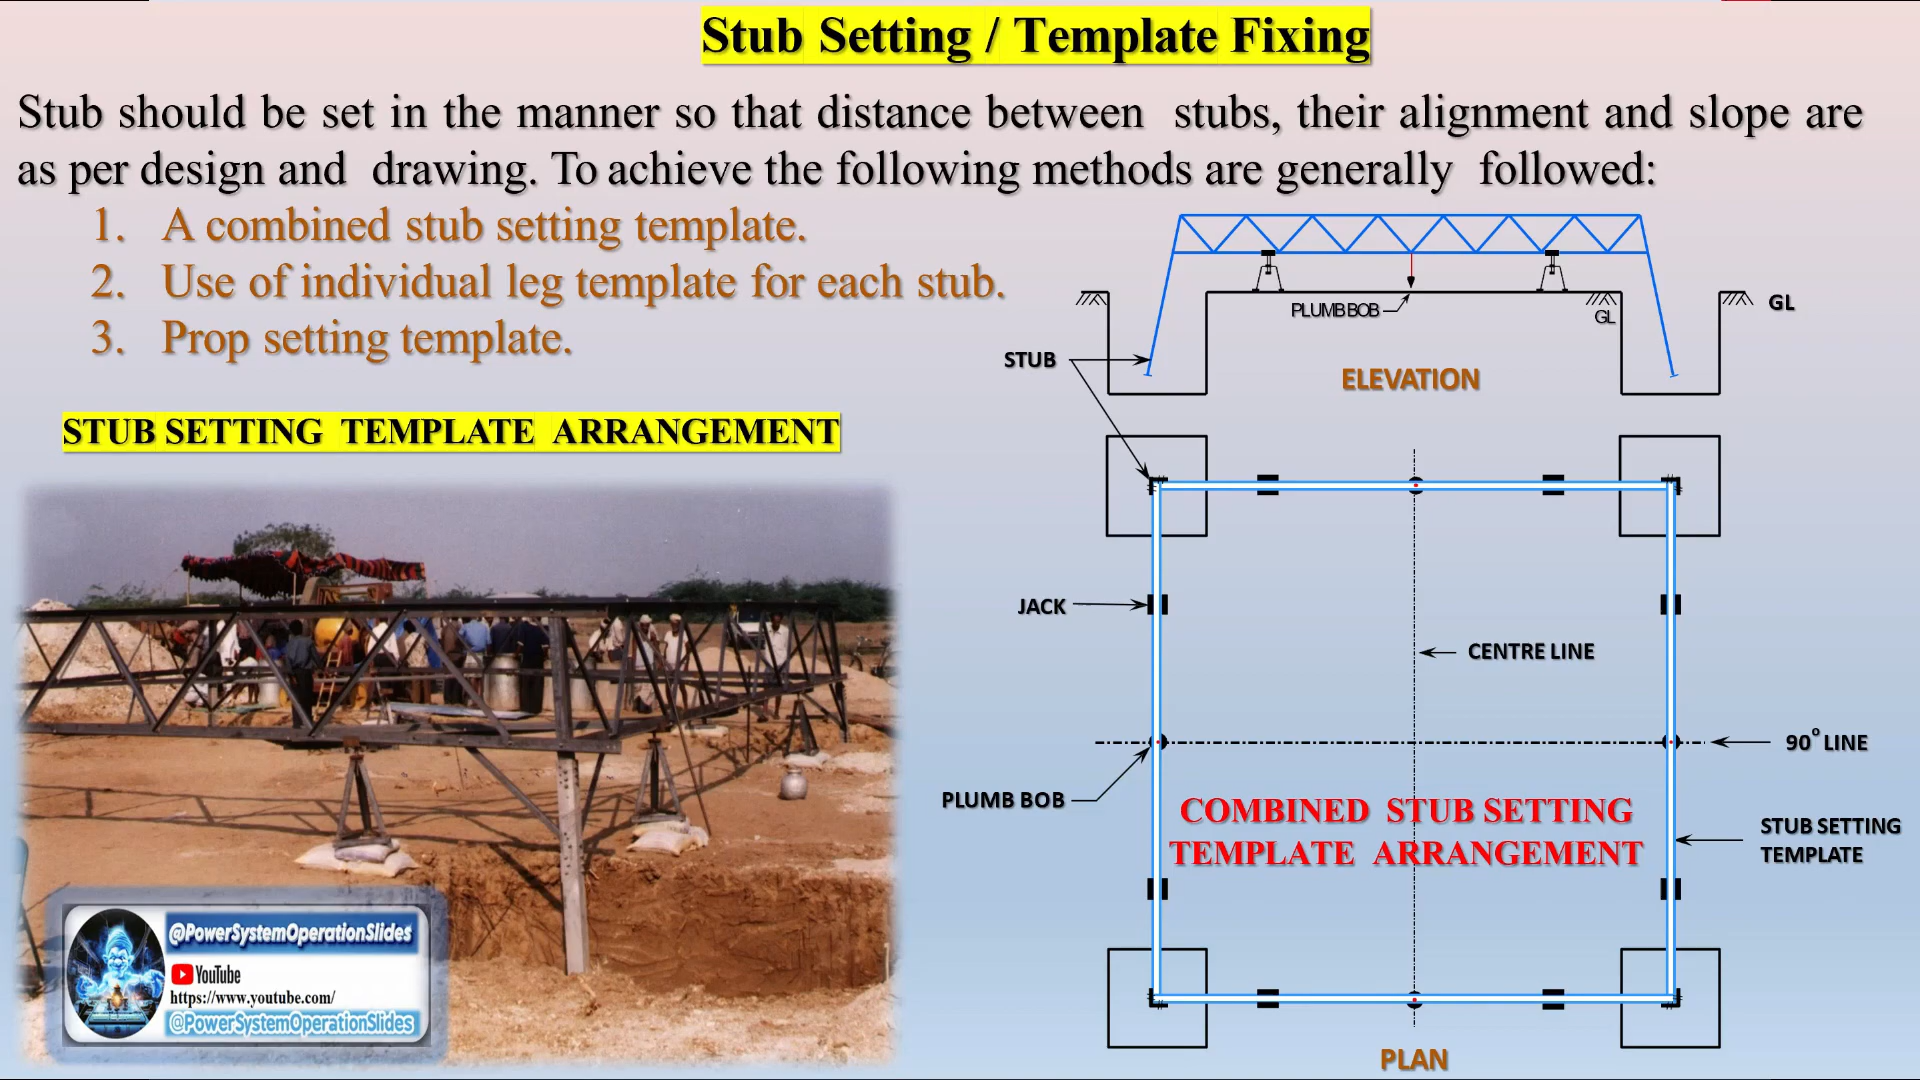 Stub Setting / Template Fixing
Stub should be set in the manner so that distance between stubs, their alignment and slope are
as per design and drawing. To achieve the following methods are generally followed:
1. A combined stub setting template.
2. Use of individual leg template for each stub.
3. Prop setting template.
PLUMB BOB
GL
GL
STUB
ELEVATION
STUB SETTING TEMPLATE ARRANGEMENT
JACK
CENTRE LINE
90° LINE
PLUMB BOB
COMBINED STUB SETTING
TEMPLATE ARRANGEMENT
STUB SETTING
TEMPLATE
PLAN
@PowerSystemOperationSlides
YouTube
https://www.youtube.com/
@PowerSystemOperationSlides